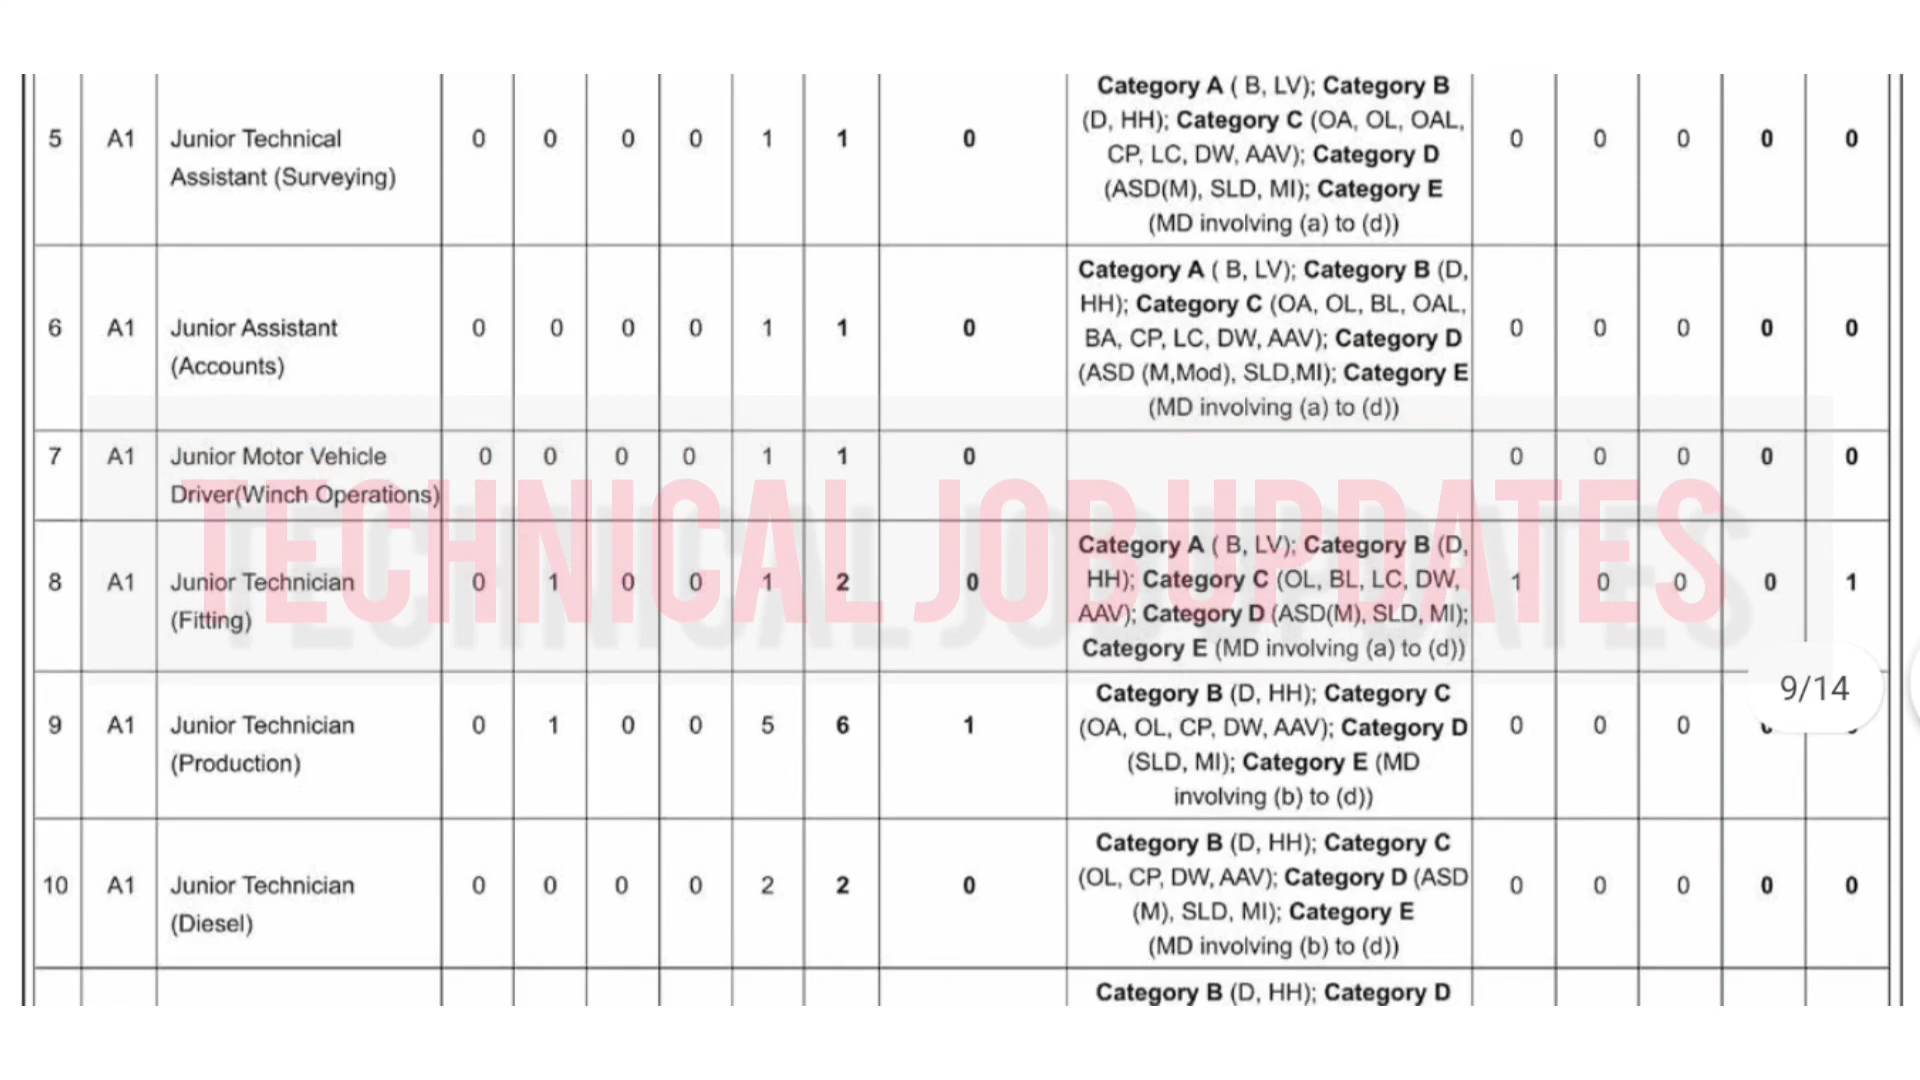 Category A ( B, LV); Category B
(D, HH); Category C (OA, OL, OAL,
CP, LC, DW, AAV); Category D
(ASD(M), SLD, MI); Category E
(MD involving (a) to (d))
5 A1 Junior Technical 0 0 0 0 1 1 0 0 0 0 0 0
Assistant (Surveying)
Category A ( B, LV); Category B (D,
HH); Category C (OA, OL, BL, OAL,
BA, CP, LC, DW, AAV); Category D
(ASD (M,Mod), SLD,MI); Category E
(MD involving (a) to (d))
6 A1 Junior Assistant 0 0 0 0 1 1 0 0 0 0 0 0
(Accounts)
7 A1 Junior Motor Vehicle 0 0 0 0 1 1 0 0 0 0 0 0
Driver(Winch Operations)
TECHNICAL JOB UPDATES
Category A ( B, LV); Category B (D,
HH); Category C (OL, BL, LC, DW,
AAV); Category D (ASD(M), SLD, MI);
Category E (MD involving (a) to (d))
8 A1 Junior Technician 0 1 0 0 1 2 0 1 0 0 0 1
(Fitting)
9/14
Category B (D, HH); Category C
(OA, OL, CP, DW, AAV); Category D
(SLD, MI); Category E (MD
involving (b) to (d))
9 A1 Junior Technician 0 1 0 0 5 6 1 0 0 0
(Production)
Category B (D, HH); Category C
(OL, CP, DW, AAV); Category D (ASD
(M), SLD, MI); Category E
(MD involving (b) to (d))
10 A1 Junior Technician 0 0 0 0 2 2 0 0 0 0 0 0
(Diesel)
Category B (D, HH); Category D